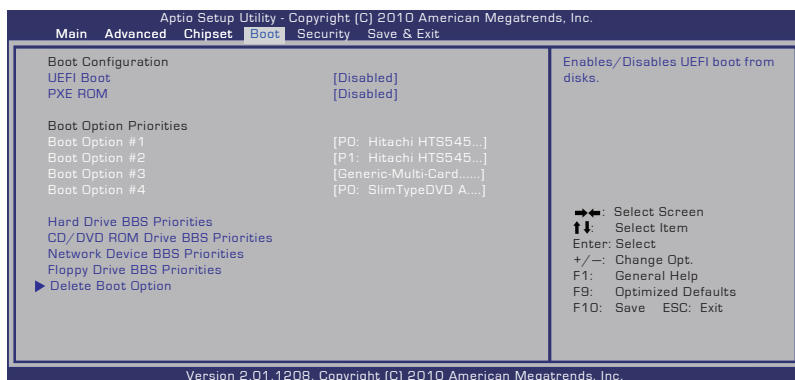 Aptio Setup Utility - Copyright (C) 2010 American Megatrends, Inc.
Main Advanced Chipset Boot Security Save & Exit
Boot Configuration
UEFI Boot [Disabled]
PXE ROM [Disabled]
Boot Option Priorities
Boot Option #1 [P0: Hitachi HTS545...]
Boot Option #2 [P1: Hitachi HTS545...]
Boot Option #3 [Generic-Multi-Card......]
Boot Option #4 [P0: SlimTypeDVD A....]
Hard Drive BBS Priorities
CD/DVD ROM Drive BBS Priorities
Network Device BBS Priorities
Floppy Drive BBS Priorities
Delete Boot Option
Enables/Disables UEFI boot from
disks.
→←: Select Screen
↑↓: Select Item
Enter: Select
+/—: Change Opt.
F1: General Help
F9: Optimized Defaults
F10: Save ESC: Exit
Version 2.01.1208. Copyright (C) 2010 American Megatrends, Inc.